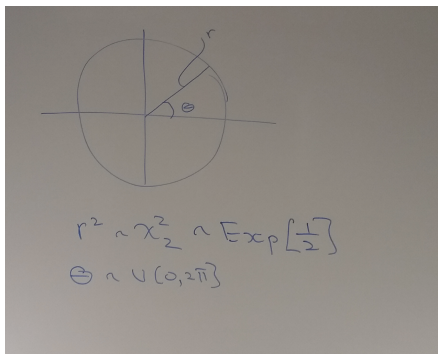 r
θ
r² ~ χ²₂ ~ Exp[1/2]
θ ~ U[0,2π]